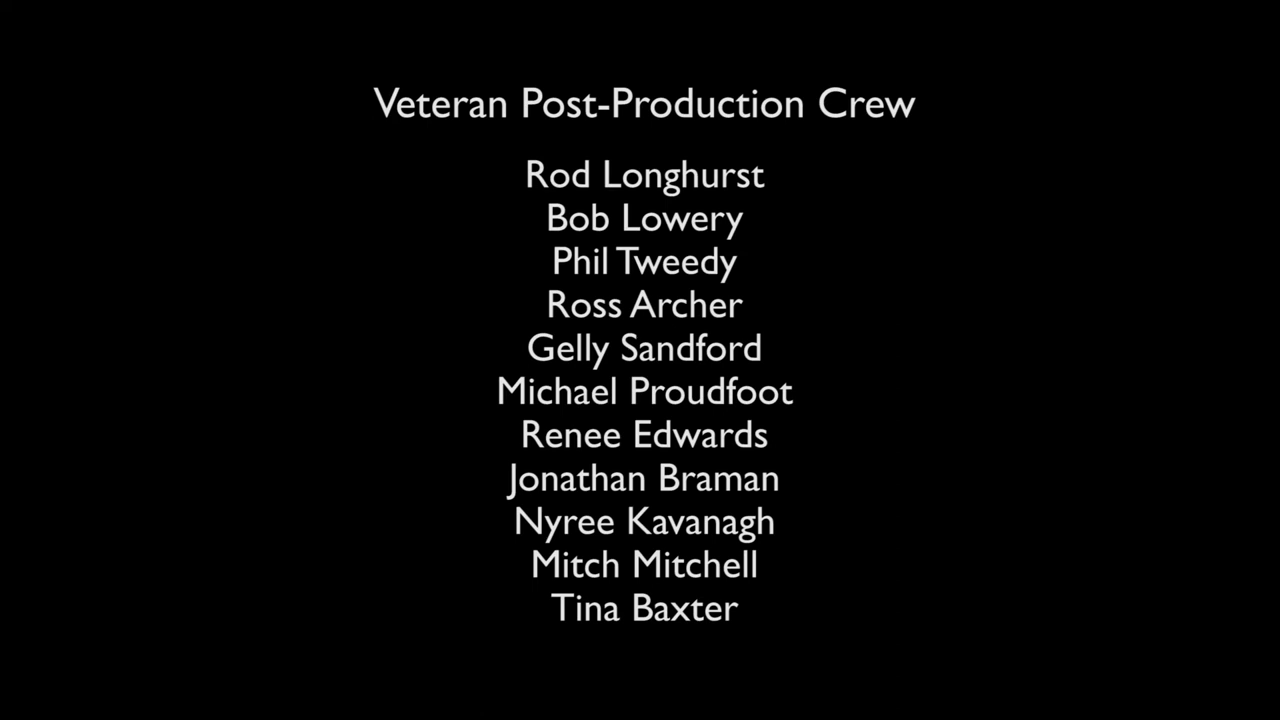 Veteran Post-Production Crew
Rod Longhurst
Bob Lowery
Phil Tweedy
Ross Archer
Gelly Sandford
Michael Proudfoot
Renee Edwards
Jonathan Braman
Nyree Kavanagh
Mitch Mitchell
Tina Baxter